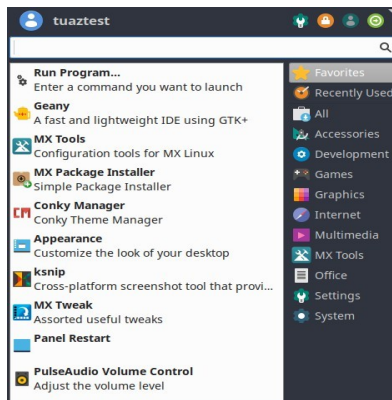 tuaztest
Run Program...
Enter a command you want to launch
Geany
A fast and lightweight IDE using GTK+
MX Tools
Configuration tools for MX Linux
MX Package Installer
Simple Package Installer
Conky Manager
Conky Theme Manager
Appearance
Customize the look of your desktop
ksnip
Cross-platform screenshot tool that provi...
MX Tweak
Assorted useful tweaks
Panel Restart
PulseAudio Volume Control
Adjust the volume level
Favorites
Recently Used
All
Accessories
Development
Games
Graphics
Internet
Multimedia
MX Tools
Office
Settings
System